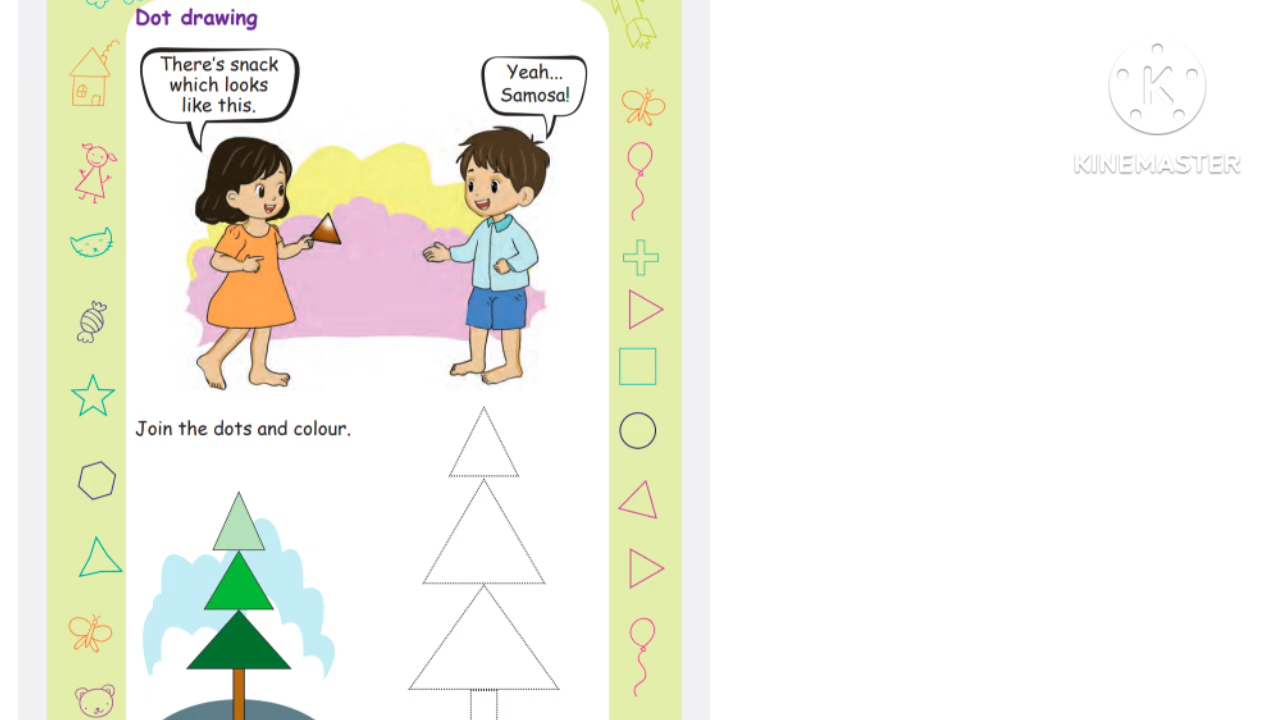 Dot drawing
There's snack
which looks
like this.
Yeah...
Samosa!
Join the dots and colour.
K
KINEMASTER